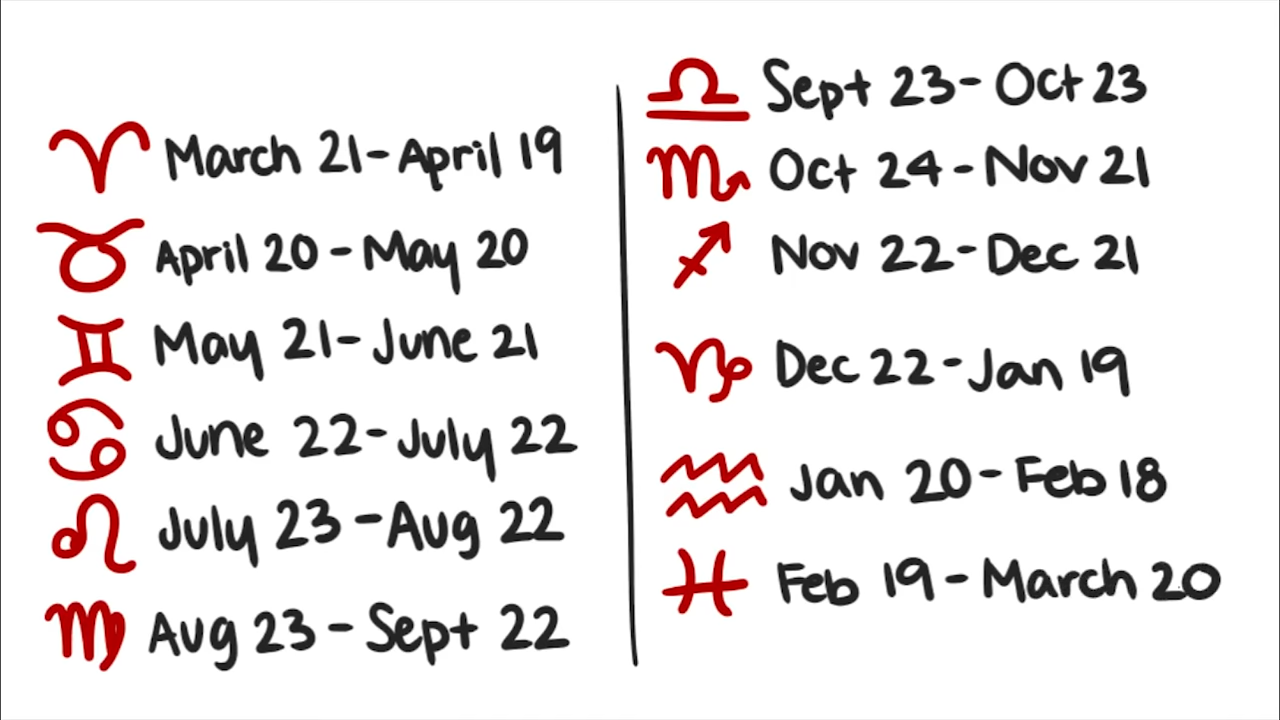 ♈ March 21-April 19
♉ April 20-May 20
♊ May 21-June 21
♋ June 22-July 22
♌ July 23-Aug 22
♍ Aug 23-Sept 22
♎ Sept 23-Oct 23
♏ Oct 24-Nov 21
♐ Nov 22-Dec 21
♑ Dec 22-Jan 19
♒ Jan 20-Feb 18
♓ Feb 19-March 20